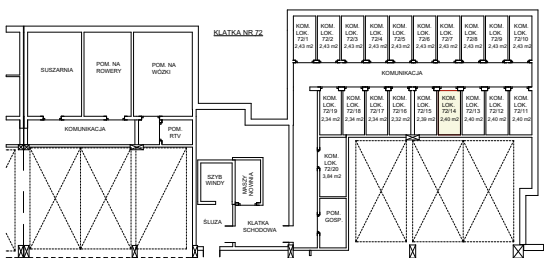 KLATKA NR 72
KOM.
LOK.
72/1
2,43 m2
KOM.
LOK.
72/2
2,43 m2
KOM.
LOK.
72/3
2,43 m2
KOM.
LOK.
72/4
2,43 m2
KOM.
LOK.
72/5
2,43 m2
KOM.
LOK.
72/6
2,43 m2
KOM.
LOK.
72/7
2,43 m2
KOM.
LOK.
72/8
2,43 m2
KOM.
LOK.
72/9
2,43 m2
KOM.
LOK.
72/10
2,43 m2
SUSZARNIA
POM. NA
ROWERY
POM. NA
WÓZKI
KOMUNIKACJA
KOM.
LOK.
72/19
2,34 m2
KOM.
LOK.
72/18
2,34 m2
KOM.
LOK.
72/17
2,34 m2
KOM.
LOK.
72/16
2,32 m2
KOM.
LOK.
72/15
2,38 m2
KOM.
LOK.
72/14
2,40 m2
KOM.
LOK.
72/13
2,40 m2
KOM.
LOK.
72/12
2,40 m2
KOM.
LOK.
72/11
2,40 m2
KOMUNIKACJA
POM.
RTV
KOM.
LOK.
72/20
3,84 m2
SZYB
WINDY
MASZY
NOWNIA
ŚLUZA
KLATKA
SCHODOWA
POM.
GOSP.